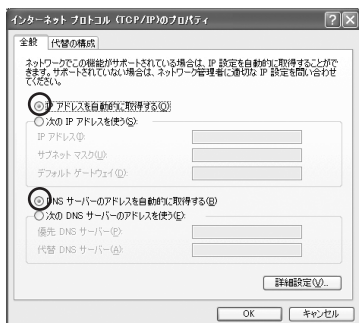 インターネット プロトコル (TCP/IP)のプロパティ
全般 代替の構成
ネットワークでこの機能がサポートされている場合は、IP 設定を自動的に取得することがで
きます。サポートされていない場合は、ネットワーク管理者に適切な IP 設定を問い合わせ
てください。
IP アドレスを自動的に取得する(O)
次の IP アドレスを使う(S):
IP アドレス(I):
サブネット マスク(U):
デフォルト ゲートウェイ(D):
DNS サーバーのアドレスを自動的に取得する(B)
次の DNS サーバーのアドレスを使う(E):
優先 DNS サーバー(P):
代替 DNS サーバー(A):
詳細設定(V)...
OK キャンセル